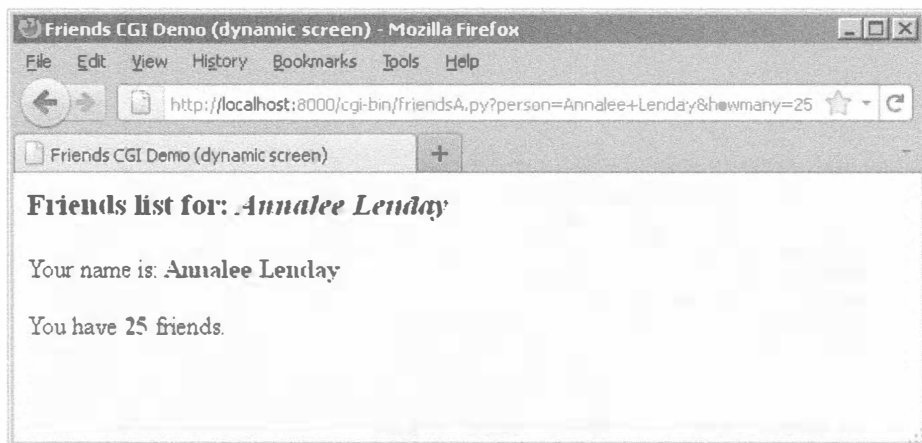 Friends CGI Demo (dynamic screen) - Mozilla Firefox
File Edit View History Bookmarks Tools Help
http://localhost:8000/cgi-bin/friendsA.py?person=Annalee+Lenday&howmany=25
Friends CGI Demo (dynamic screen)
Friends list for: Annalee Lenday
Your name is: Annalee Lenday
You have 25 friends.